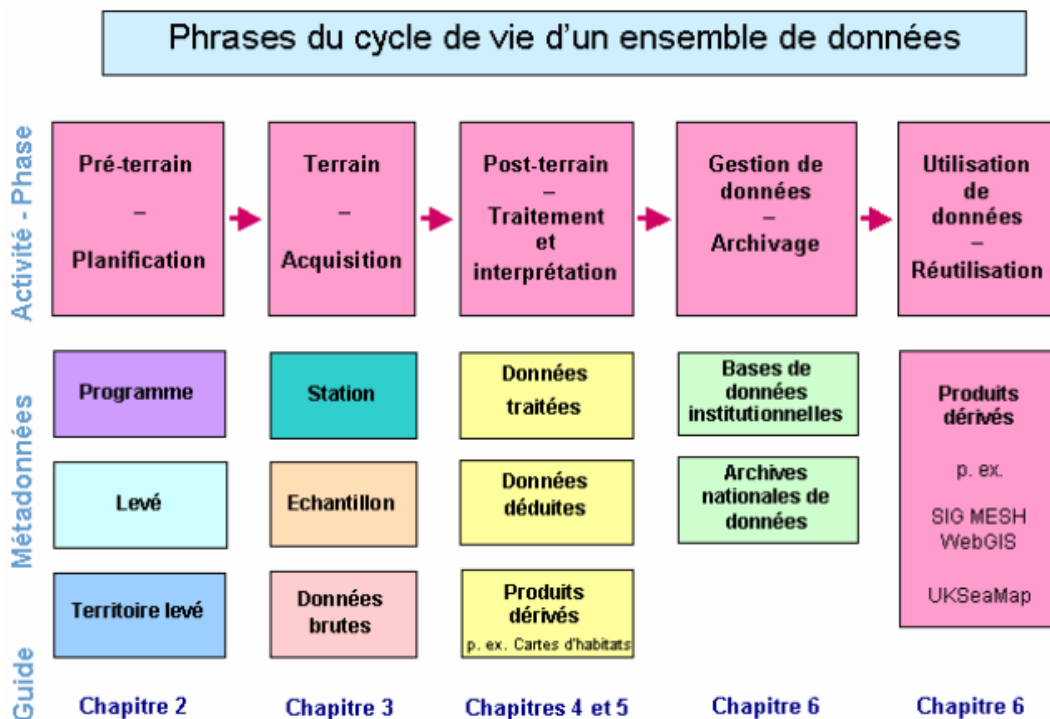 Phrases du cycle de vie d'un ensemble de données
Activité - Phase
Pré-terrain
–
Planification
Terrain
–
Acquisition
Post-terrain
–
Traitement
et
interprétation
Gestion de
données
–
Archivage
Utilisation
de
données
–
Réutilisation
Métadonnées
Programme
Levé
Territoire levé
Station
Echantillon
Données
brutes
Données
traitées
Données
déduites
Produits
dérivés
p. ex. Cartes d'habitats
Bases de
données
institutionnelles
Archives
nationales de
données
Produits
dérivés
p. ex.
SIG MESH
WebGIS
UKSeaMap
Guide
Chapitre 2
Chapitre 3
Chapitres 4 et 5
Chapitre 6
Chapitre 6